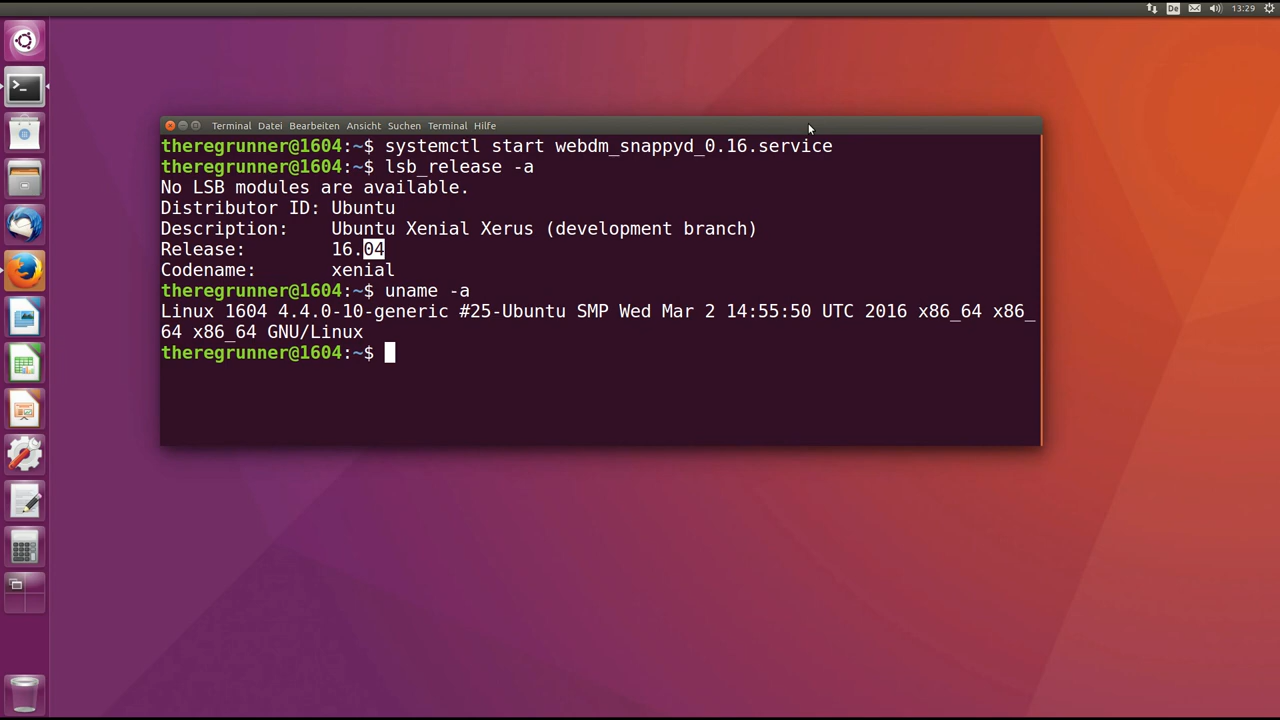 De 13:29
Terminal Datei Bearbeiten Ansicht Suchen Terminal Hilfe
theregrunner@1604:~$ systemctl start webdm_snappyd_0.16.service
theregrunner@1604:~$ lsb_release -a
No LSB modules are available.
Distributor ID: Ubuntu
Description:    Ubuntu Xenial Xerus (development branch)
Release:        16.04
Codename:       xenial
theregrunner@1604:~$ uname -a
Linux 1604 4.4.0-10-generic #25-Ubuntu SMP Wed Mar 2 14:55:50 UTC 2016 x86_64 x86_
64 x86_64 GNU/Linux
theregrunner@1604:~$